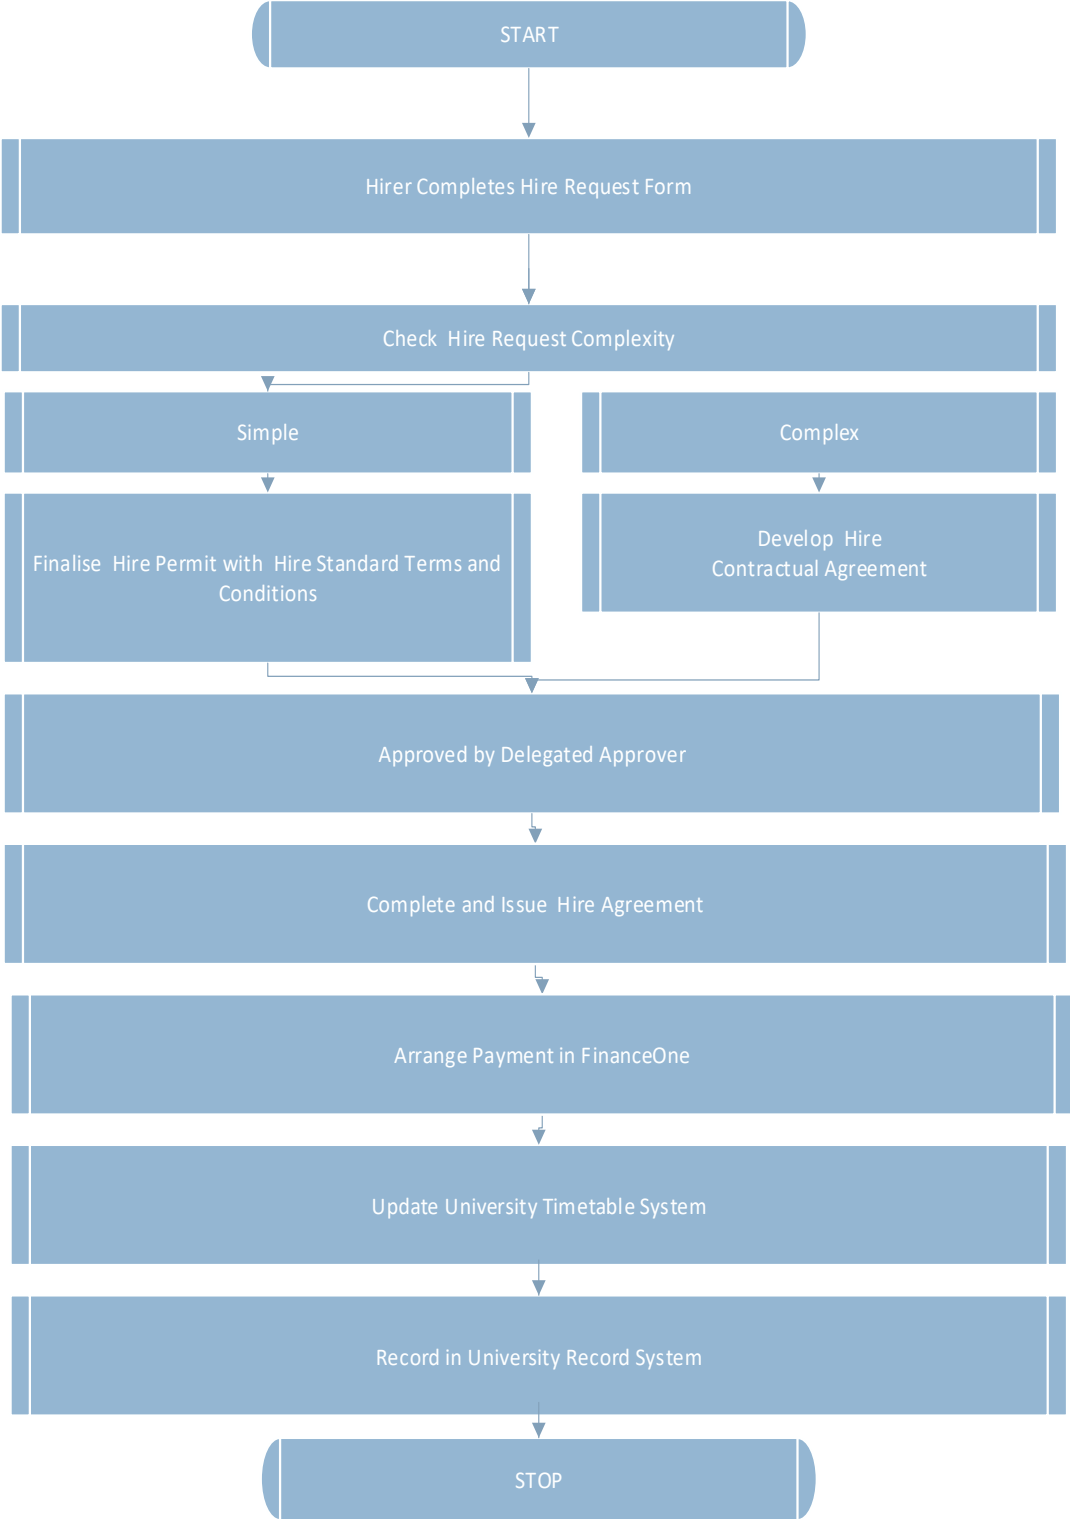 START
Hirer Completes Hire Request Form
Check Hire Request Complexity
Simple
Complex
Finalise Hire Permit with Hire Standard Terms and
Conditions
Develop Hire
Contractual Agreement
Approved by Delegated Approver
Complete and Issue Hire Agreement
Arrange Payment in FinanceOne
Update University Timetable System
Record in University Record System
STOP